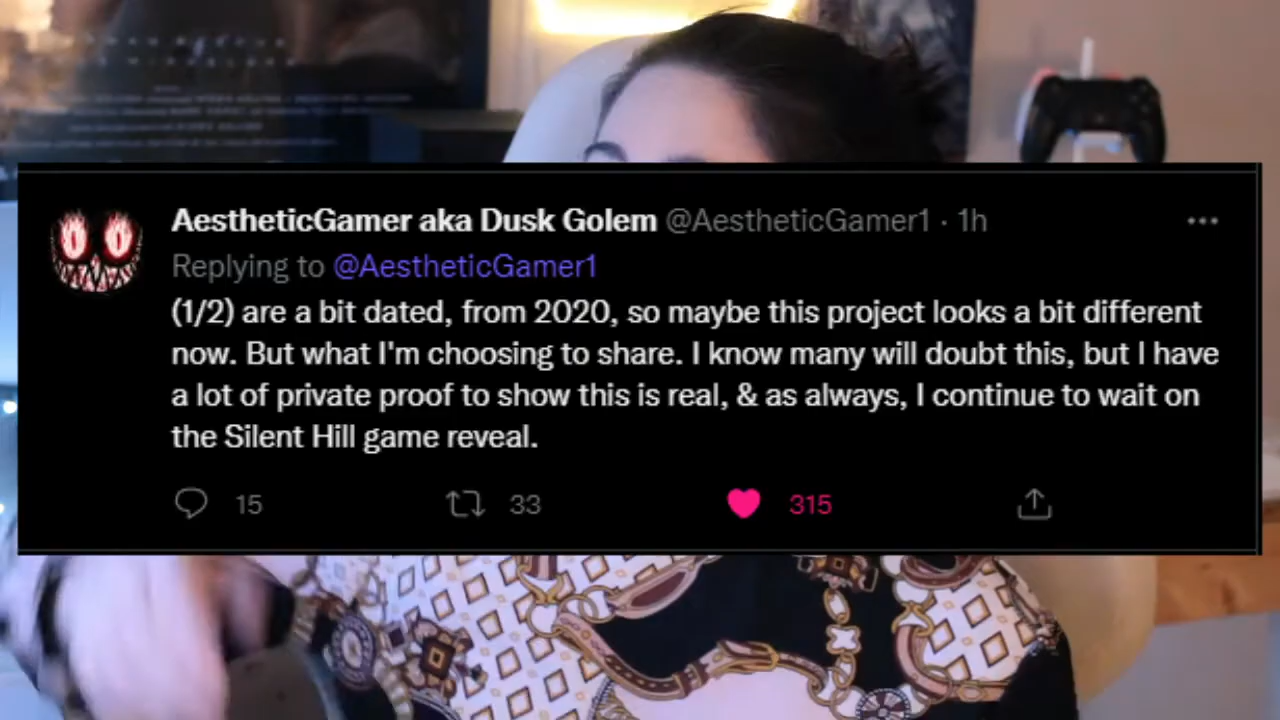 AestheticGamer aka Dusk Golem @AestheticGamer1 · 1h
Replying to @AestheticGamer1
(1/2) are a bit dated, from 2020, so maybe this project looks a bit different
now. But what I'm choosing to share. I know many will doubt this, but I have
a lot of private proof to show this is real, & as always, I continue to wait on
the Silent Hill game reveal.
15 33 315